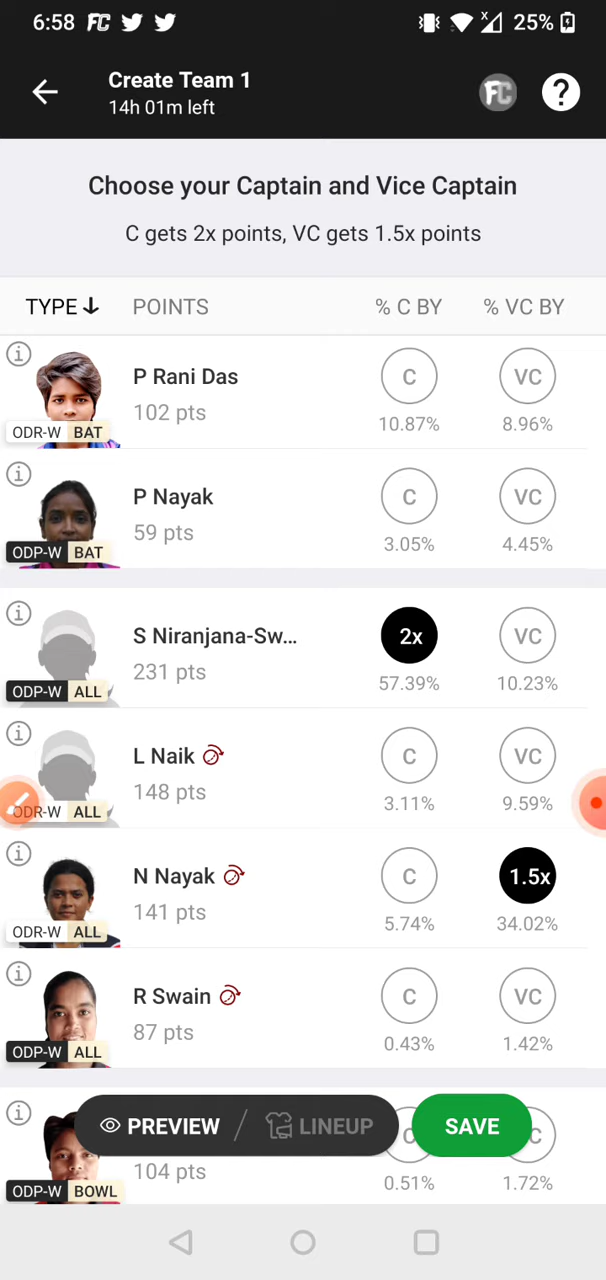 6:58 FC 25%
Create Team 1
14h 01m left
FC ?
Choose your Captain and Vice Captain
C gets 2x points, VC gets 1.5x points
TYPE POINTS % C BY % VC BY
P Rani Das C VC
102 pts 10.87% 8.96%
ODR-W BAT
P Nayak C VC
59 pts 3.05% 4.45%
ODP-W BAT
S Niranjana-Sw... 2x VC
231 pts 57.39% 10.23%
ODP-W ALL
L Naik C VC
148 pts 3.11% 9.59%
ODR-W ALL
N Nayak C 1.5x
141 pts 5.74% 34.02%
ODR-W ALL
R Swain C VC
87 pts 0.43% 1.42%
ODP-W ALL
PREVIEW / LINEUP C SAVE C
104 pts 0.51% 1.72%
ODP-W BOWL